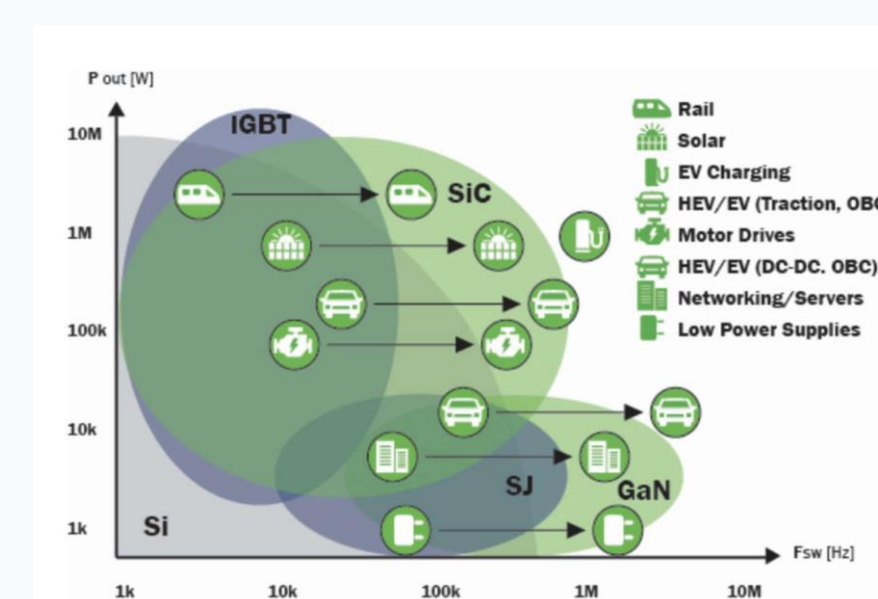 P out [W]
10M
1M
100k
10k
1k
IGBT
SiC
SJ
GaN
Si
Rail
Solar
EV Charging
HEV/EV (Traction, OBC
Motor Drives
HEV/EV (DC-DC. OBC)
Networking/Servers
Low Power Supplies
Fsw [Hz]
1k 10k 100k 1M 10M